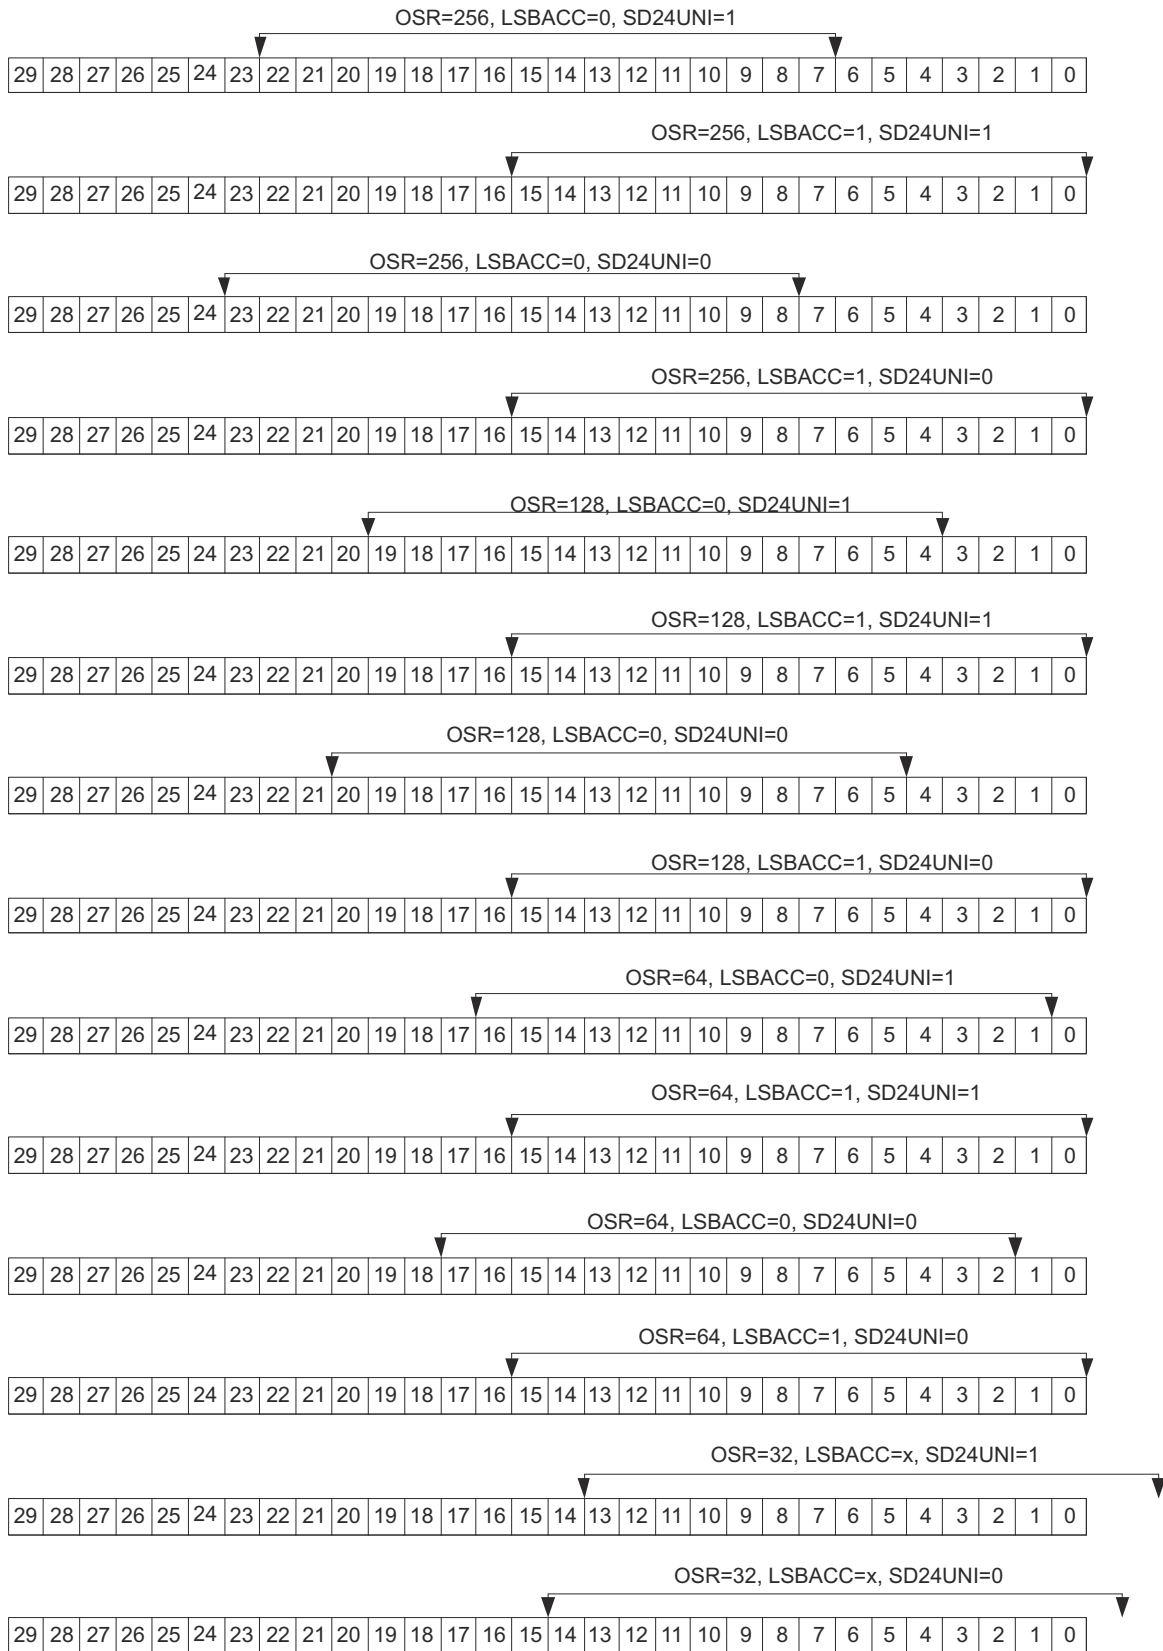 OSR=256, LSBACC=0, SD24UNI=1
29 28 27 26 25 24 23 22 21 20 19 18 17 16 15 14 13 12 11 10 9 8 7 6 5 4 3 2 1 0
OSR=256, LSBACC=1, SD24UNI=1
29 28 27 26 25 24 23 22 21 20 19 18 17 16 15 14 13 12 11 10 9 8 7 6 5 4 3 2 1 0
OSR=256, LSBACC=0, SD24UNI=0
29 28 27 26 25 24 23 22 21 20 19 18 17 16 15 14 13 12 11 10 9 8 7 6 5 4 3 2 1 0
OSR=256, LSBACC=1, SD24UNI=0
29 28 27 26 25 24 23 22 21 20 19 18 17 16 15 14 13 12 11 10 9 8 7 6 5 4 3 2 1 0
OSR=128, LSBACC=0, SD24UNI=1
29 28 27 26 25 24 23 22 21 20 19 18 17 16 15 14 13 12 11 10 9 8 7 6 5 4 3 2 1 0
OSR=128, LSBACC=1, SD24UNI=1
29 28 27 26 25 24 23 22 21 20 19 18 17 16 15 14 13 12 11 10 9 8 7 6 5 4 3 2 1 0
OSR=128, LSBACC=0, SD24UNI=0
29 28 27 26 25 24 23 22 21 20 19 18 17 16 15 14 13 12 11 10 9 8 7 6 5 4 3 2 1 0
OSR=128, LSBACC=1, SD24UNI=0
29 28 27 26 25 24 23 22 21 20 19 18 17 16 15 14 13 12 11 10 9 8 7 6 5 4 3 2 1 0
OSR=64, LSBACC=0, SD24UNI=1
29 28 27 26 25 24 23 22 21 20 19 18 17 16 15 14 13 12 11 10 9 8 7 6 5 4 3 2 1 0
OSR=64, LSBACC=1, SD24UNI=1
29 28 27 26 25 24 23 22 21 20 19 18 17 16 15 14 13 12 11 10 9 8 7 6 5 4 3 2 1 0
OSR=64, LSBACC=0, SD24UNI=0
29 28 27 26 25 24 23 22 21 20 19 18 17 16 15 14 13 12 11 10 9 8 7 6 5 4 3 2 1 0
OSR=64, LSBACC=1, SD24UNI=0
29 28 27 26 25 24 23 22 21 20 19 18 17 16 15 14 13 12 11 10 9 8 7 6 5 4 3 2 1 0
OSR=32, LSBACC=x, SD24UNI=1
29 28 27 26 25 24 23 22 21 20 19 18 17 16 15 14 13 12 11 10 9 8 7 6 5 4 3 2 1 0
OSR=32, LSBACC=x, SD24UNI=0
29 28 27 26 25 24 23 22 21 20 19 18 17 16 15 14 13 12 11 10 9 8 7 6 5 4 3 2 1 0